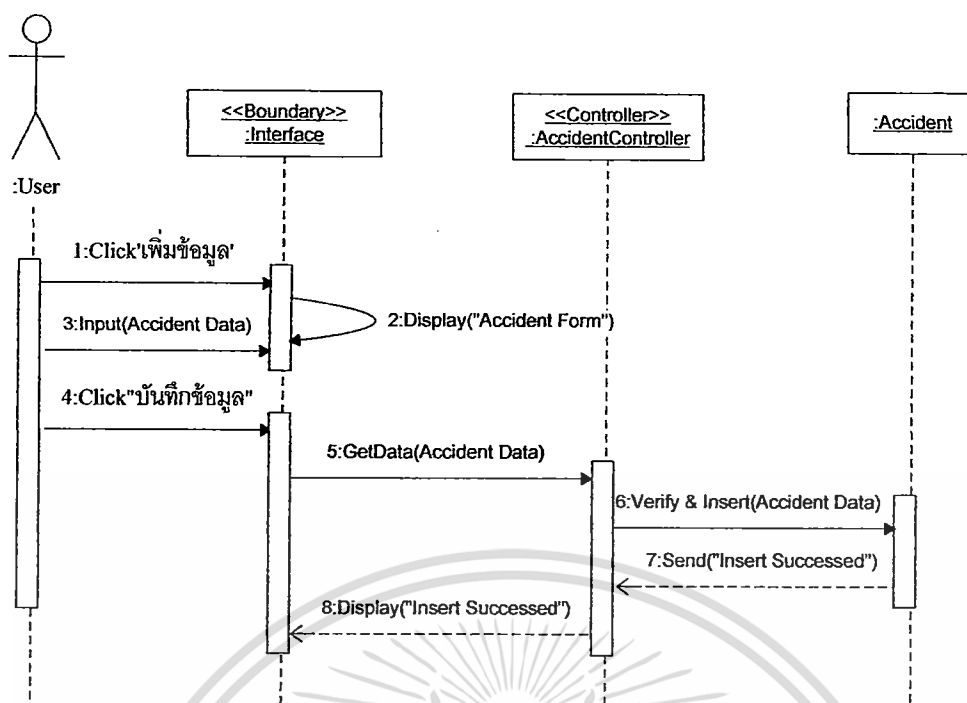 <<Boundary>>
:Interface
<<Controller>>
:AccidentController
:Accident
:User
1:Click'เพิ่มข้อมูล'
2:Display("Accident Form")
3:Input(Accident Data)
4:Click"บันทึกข้อมูล"
5:GetData(Accident Data)
6:Verify & Insert(Accident Data)
7:Send("Insert Successed")
8:Display("Insert Successed")